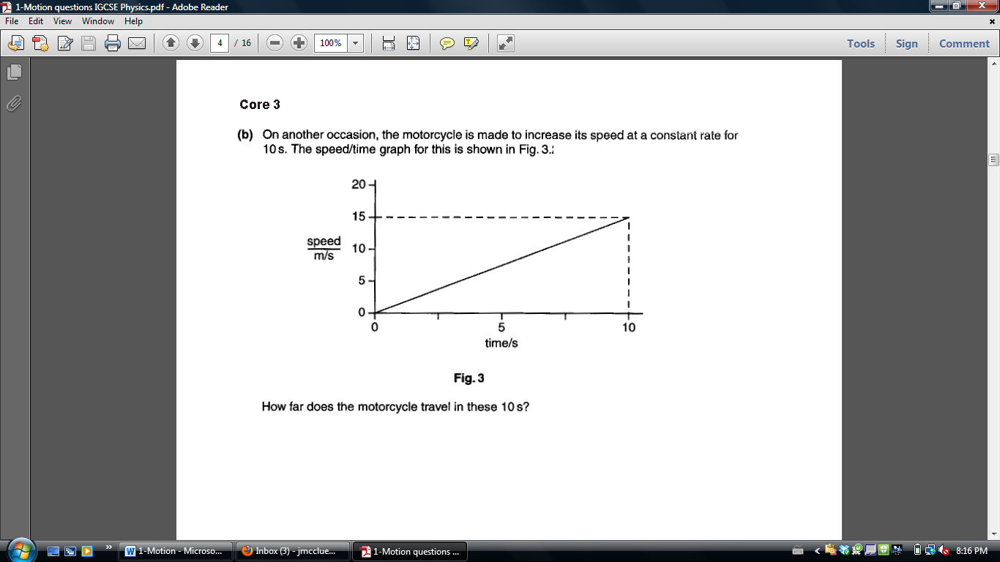 1-Motion questions IGCSE Physics.pdf - Adobe Reader
File Edit View Window Help
4 / 16 100% Tools Sign Comment
Core 3
(b) On another occasion, the motorcycle is made to increase its speed at a constant rate for
10 s. The speed/time graph for this is shown in Fig. 3.
20
15
speed
m/s
10
5
0
0 5 10
time/s
Fig. 3
How far does the motorcycle travel in these 10 s?
1-Motion - Microso... Inbox (3) - jmcclue... 1-Motion questions ... 8:16 PM